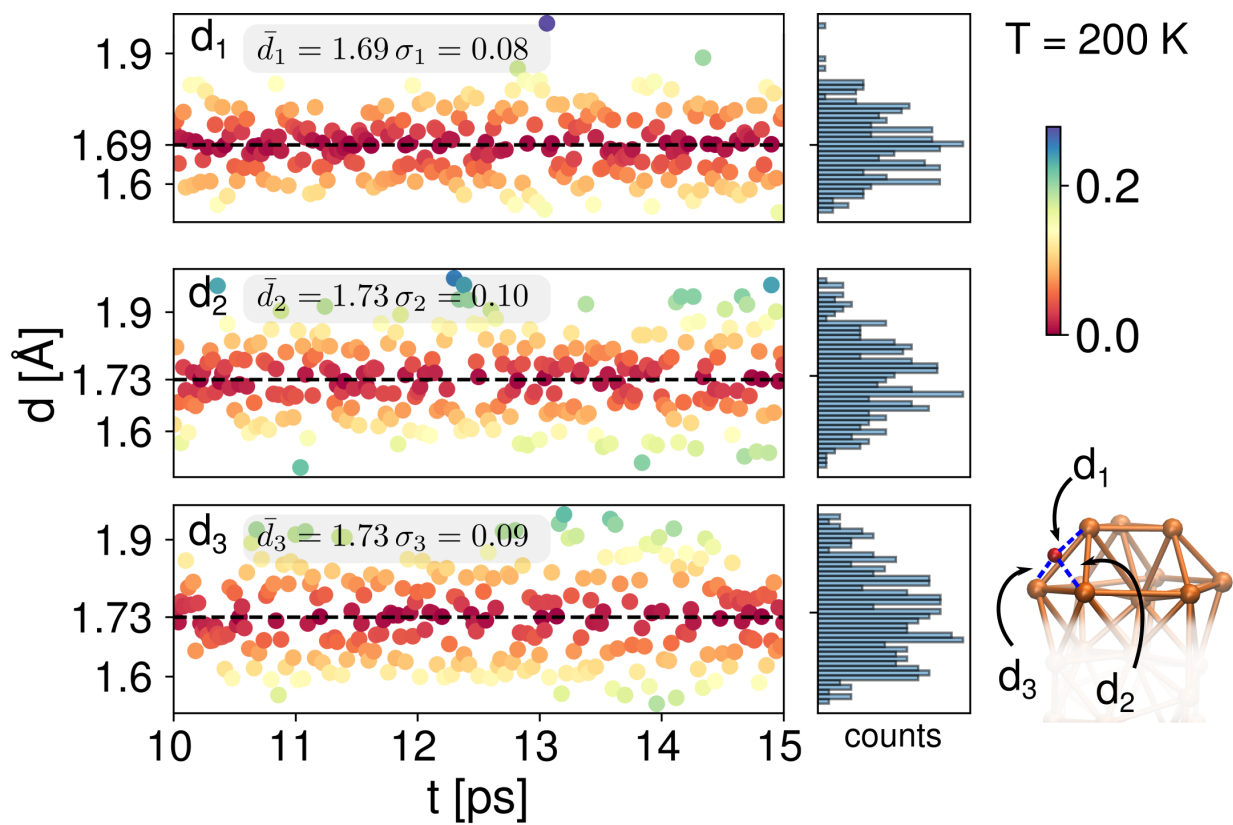 d₁ d̄₁ = 1.69 σ₁ = 0.08
1.9
1.69
1.6
T = 200 K
0.2
0.0
d₂ d̄₂ = 1.73 σ₂ = 0.10
1.9
1.73
1.6
d [Å]
d₃ d̄₃ = 1.73 σ₃ = 0.09
1.9
1.73
1.6
10 11 12 13 14 15
t [ps]
counts
d₁
d₃
d₂